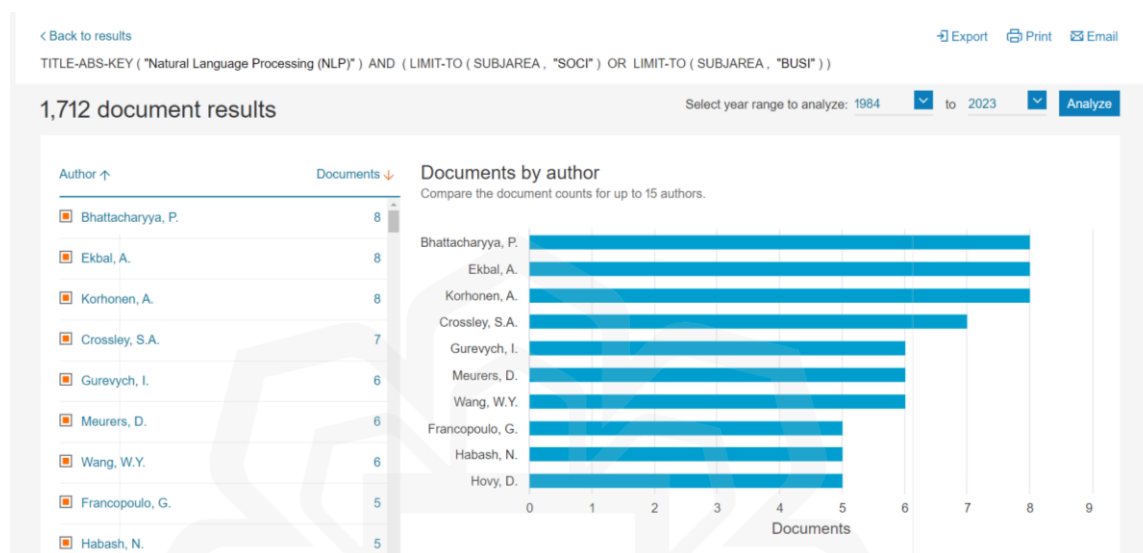 < Back to results
Export Print Email
TITLE-ABS-KEY ( "Natural Language Processing (NLP)" ) AND ( LIMIT-TO ( SUBJAREA , "SOCI" ) OR LIMIT-TO ( SUBJAREA , "BUSI" ) )
1,712 document results
Select year range to analyze: 1984 to 2023 Analyze
Author ↑ Documents ↓
Bhattacharyya, P. 8
Ekbal, A. 8
Korhonen, A. 8
Crossley, S.A. 7
Gurevych, I. 6
Meurers, D. 6
Wang, W.Y. 6
Francopoulo, G. 5
Habash, N. 5
Documents by author
Compare the document counts for up to 15 authors.
Bhattacharyya, P.
Ekbal, A.
Korhonen, A.
Crossley, S.A.
Gurevych, I.
Meurers, D.
Wang, W.Y.
Francopoulo, G.
Habash, N.
Hovy, D.
0 1 2 3 4 5 6 7 8 9
Documents